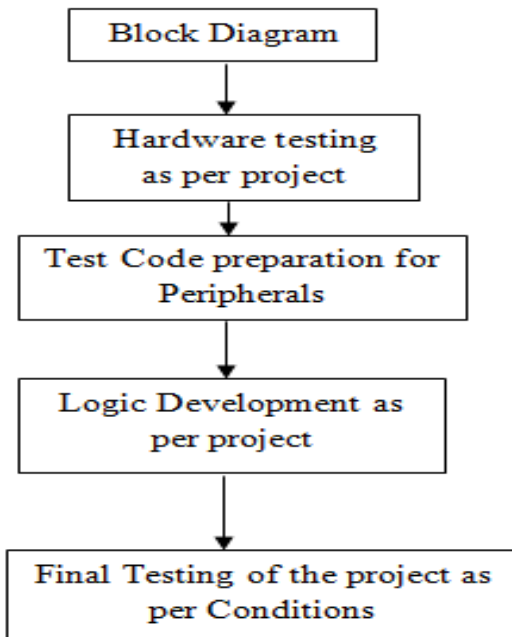 Block Diagram
Hardware testing
as per project
Test Code preparation for
Peripherals
Logic Development as
per project
Final Testing of the project as
per Conditions